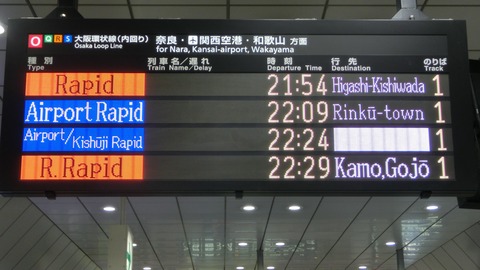 O Q R S 大阪環状線(内回り) 奈良・関西空港・和歌山 方面
Osaka Loop Line for Nara, Kansai-airport, Wakayama
種別 列車名/遅れ 時刻 行先 のりば
Type Train Name/Delay Departure Time Destination Track
Rapid 21:54 Higashi-Kishiwada 1
Airport Rapid 22:09 Rinkū-town 1
Airport/Kishūji Rapid 22:24 1
R. Rapid 22:29 Kamo,Gojō 1